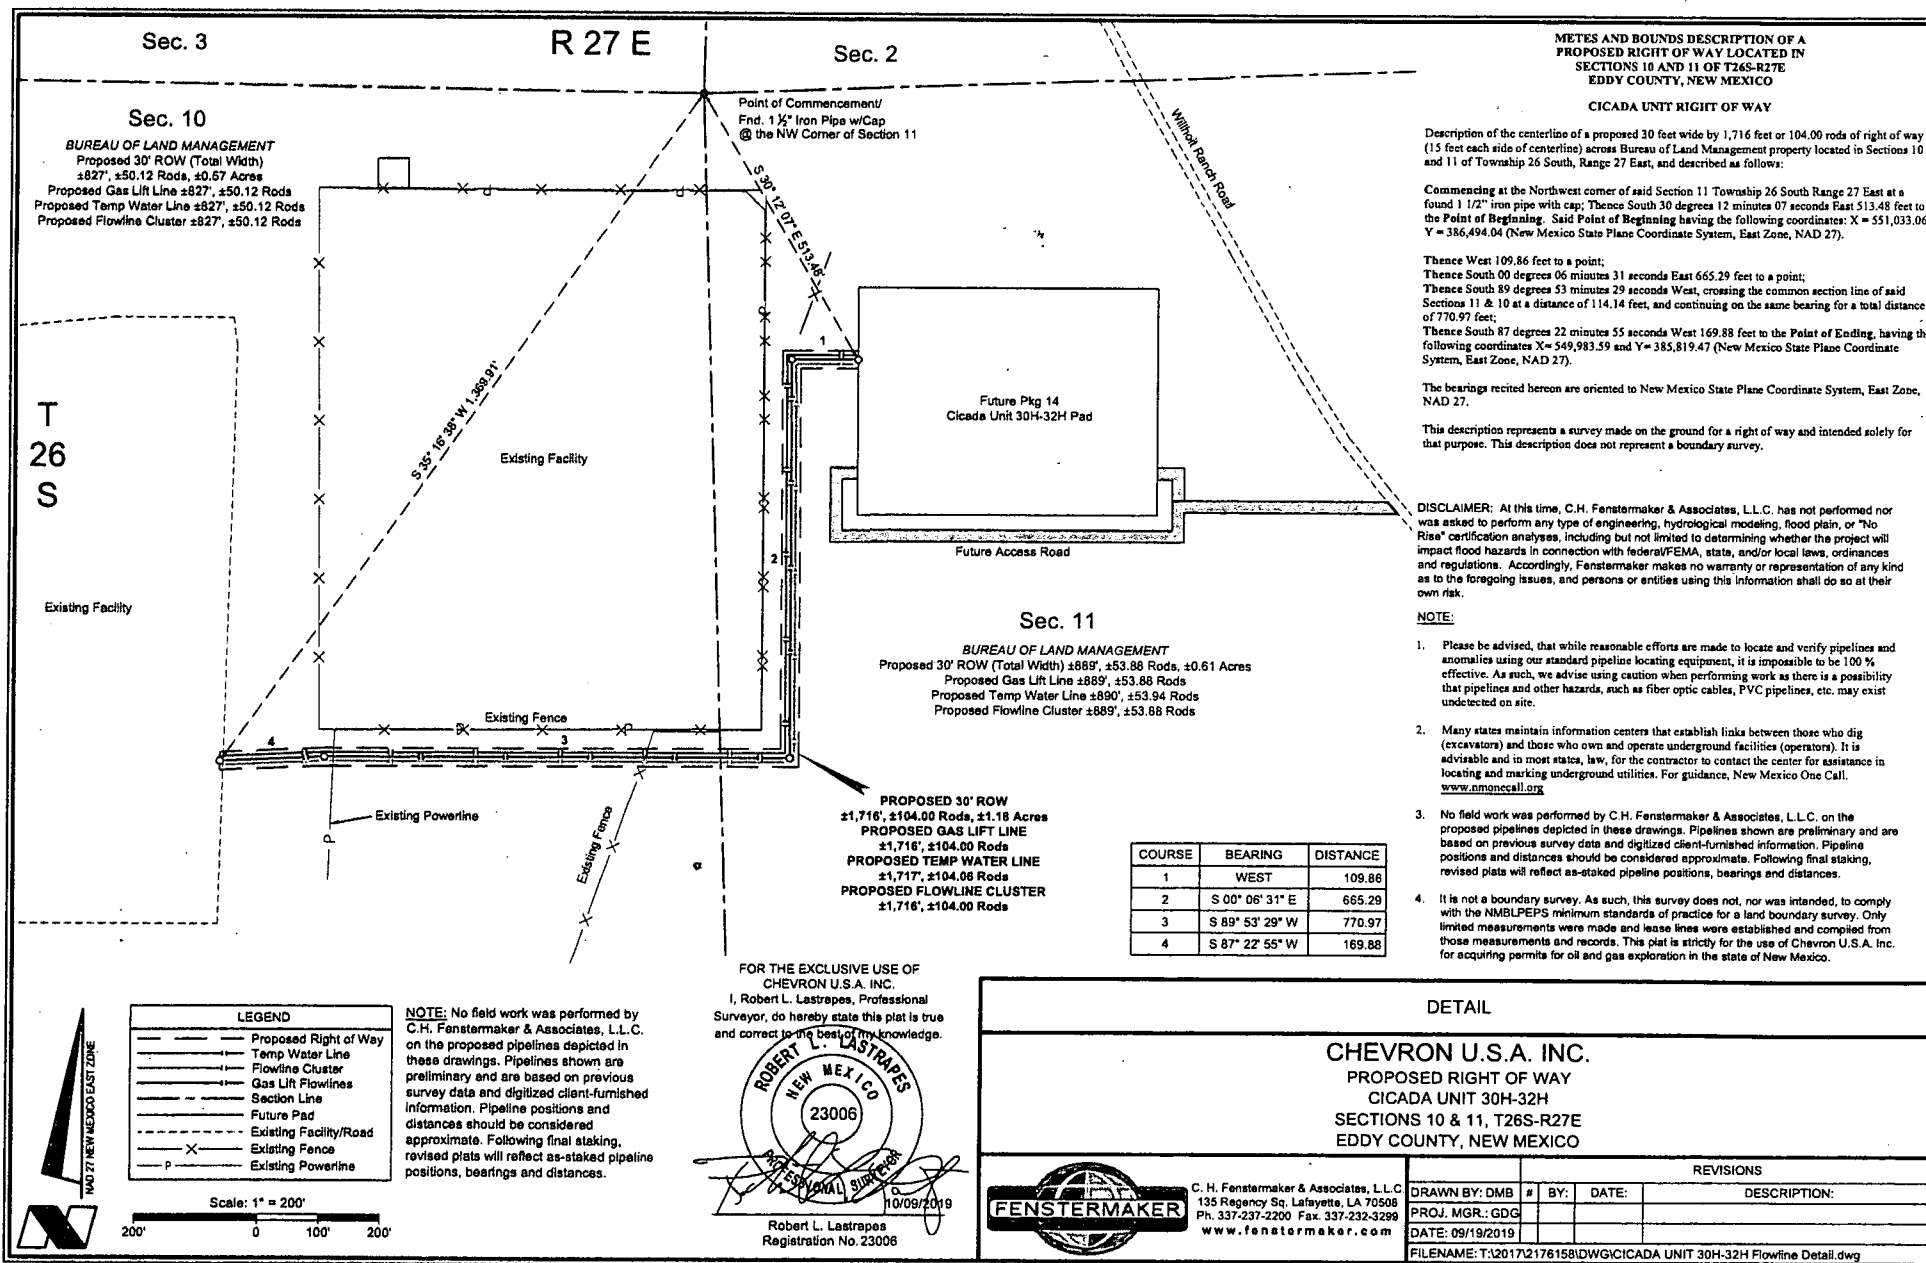 Sec. 3
R 27 E
Sec. 2
Point of Commencement/
Fnd. 1 ½" Iron Pipe w/Cap
@ the NW Corner of Section 11
Willhoit Ranch Road
Sec. 10
BUREAU OF LAND MANAGEMENT
Proposed 30' ROW (Total Width)
±827', ±50.12 Rods, ±0.57 Acres
Proposed Gas Lift Line ±827', ±50.12 Rods
Proposed Temp Water Line ±827', ±50.12 Rods
Proposed Flowline Cluster ±827', ±50.12 Rods
S 30° 12' 07" E 513.48'
S 35° 16' 38" W 1,369.91'
T
26
S
Existing Facility
Existing Facility
1
2
3
4
Future Pkg 14
Cicada Unit 30H-32H Pad
Future Access Road
Sec. 11
BUREAU OF LAND MANAGEMENT
Proposed 30' ROW (Total Width) ±889', ±53.88 Rods, ±0.61 Acres
Proposed Gas Lift Line ±889', ±53.88 Rods
Proposed Temp Water Line ±890', ±53.94 Rods
Proposed Flowline Cluster ±889', ±53.88 Rods
Existing Fence
Existing Powerline
P
Existing Fence
PROPOSED 30' ROW
±1,716', ±104.00 Rods, ±1.18 Acres
PROPOSED GAS LIFT LINE
±1,716', ±104.00 Rods
PROPOSED TEMP WATER LINE
±1,717', ±104.06 Rods
PROPOSED FLOWLINE CLUSTER
±1,716', ±104.00 Rods
COURSE BEARING DISTANCE
1 WEST 109.86
2 S 00° 06' 31" E 665.29
3 S 89° 53' 29" W 770.97
4 S 87° 22' 55" W 169.88
METES AND BOUNDS DESCRIPTION OF A
PROPOSED RIGHT OF WAY LOCATED IN
SECTIONS 10 AND 11 OF T26S-R27E
EDDY COUNTY, NEW MEXICO
CICADA UNIT RIGHT OF WAY
Description of the centerline of a proposed 30 feet wide by 1,716 feet or 104.00 rods of right of way
(15 feet each side of centerline) across Bureau of Land Management property located in Sections 10
and 11 of Township 26 South, Range 27 East, and described as follows:
Commencing at the Northwest corner of said Section 11 Township 26 South Range 27 East at a
found 1 1/2" iron pipe with cap; Thence South 30 degrees 12 minutes 07 seconds East 513.48 feet to
the Point of Beginning. Said Point of Beginning having the following coordinates: X = 551,033.06
Y = 386,494.04 (New Mexico State Plane Coordinate System, East Zone, NAD 27).
Thence West 109.86 feet to a point;
Thence South 00 degrees 06 minutes 31 seconds East 665.29 feet to a point;
Thence South 89 degrees 53 minutes 29 seconds West, crossing the common section line of said
Sections 11 & 10 at a distance of 114.14 feet, and continuing on the same bearing for a total distance
of 770.97 feet;
Thence South 87 degrees 22 minutes 55 seconds West 169.88 feet to the Point of Ending, having th
following coordinates X= 549,983.59 and Y= 385,819.47 (New Mexico State Plane Coordinate
System, East Zone, NAD 27).
The bearings recited hereon are oriented to New Mexico State Plane Coordinate System, East Zone,
NAD 27.
This description represents a survey made on the ground for a right of way and intended solely for
that purpose. This description does not represent a boundary survey.
DISCLAIMER: At this time, C.H. Fenstermaker & Associates, L.L.C. has not performed nor
was asked to perform any type of engineering, hydrological modeling, flood plain, or "No
Rise" certification analyses, including but not limited to determining whether the project will
impact flood hazards in connection with federal/FEMA, state, and/or local laws, ordinances
and regulations. Accordingly, Fenstermaker makes no warranty or representation of any kind
as to the foregoing issues, and persons or entities using this information shall do so at their
own risk.
NOTE:
1. Please be advised, that while reasonable efforts are made to locate and verify pipelines and
anomalies using our standard pipeline locating equipment, it is impossible to be 100 %
effective. As such, we advise using caution when performing work as there is a possibility
that pipelines and other hazards, such as fiber optic cables, PVC pipelines, etc. may exist
undetected on site.
2. Many states maintain information centers that establish links between those who dig
(excavators) and those who own and operate underground facilities (operators). It is
advisable and in most states, law, for the contractor to contact the center for assistance in
locating and marking underground utilities. For guidance, New Mexico One Call.
www.nmonecall.org
3. No field work was performed by C.H. Fenstermaker & Associates, L.L.C. on the
proposed pipelines depicted in these drawings. Pipelines shown are preliminary and are
based on previous survey data and digitized client-furnished information. Pipeline
positions and distances should be considered approximate. Following final staking,
revised plats will reflect as-staked pipeline positions, bearings and distances.
4. It is not a boundary survey. As such, this survey does not, nor was intended, to comply
with the NMBLPEPS minimum standards of practice for a land boundary survey. Only
limited measurements were made and lease lines were established and compiled from
those measurements and records. This plat is strictly for the use of Chevron U.S.A. Inc.
for acquiring permits for oil and gas exploration in the state of New Mexico.
NAD 27 NEW MEXICO EAST ZONE
LEGEND
Proposed Right of Way
Temp Water Line
Flowline Cluster
Gas Lift Flowlines
Section Line
Future Pad
Existing Facility/Road
Existing Fence
P Existing Powerline
Scale: 1" = 200'
200' 0 100' 200'
NOTE: No field work was performed by
C.H. Fenstermaker & Associates, L.L.C.
on the proposed pipelines depicted in
these drawings. Pipelines shown are
preliminary and are based on previous
survey data and digitized client-furnished
information. Pipeline positions and
distances should be considered
approximate. Following final staking,
revised plats will reflect as-staked pipeline
positions, bearings and distances.
FOR THE EXCLUSIVE USE OF
CHEVRON U.S.A. INC.
I, Robert L. Lastrapes, Professional
Surveyor, do hereby state this plat is true
and correct to the best of my knowledge.
ROBERT L. LASTRAPES
NEW MEXICO
23006
PROFESSIONAL SURVEYOR
10/09/2019
Robert L. Lastrapes
Registration No. 23006
DETAIL
CHEVRON U.S.A. INC.
PROPOSED RIGHT OF WAY
CICADA UNIT 30H-32H
SECTIONS 10 & 11, T26S-R27E
EDDY COUNTY, NEW MEXICO
FENSTERMAKER
C. H. Fenstermaker & Associates, L.L.C.
135 Regency Sq. Lafayette, LA 70508
Ph. 337-237-2200 Fax. 337-232-3299
www.fenstermaker.com
REVISIONS
DRAWN BY: DMB # BY: DATE: DESCRIPTION:
PROJ. MGR.: GDG
DATE: 09/19/2019
FILENAME: T:\2017\2176158\DWG\CICADA UNIT 30H-32H Flowline Detail.dwg